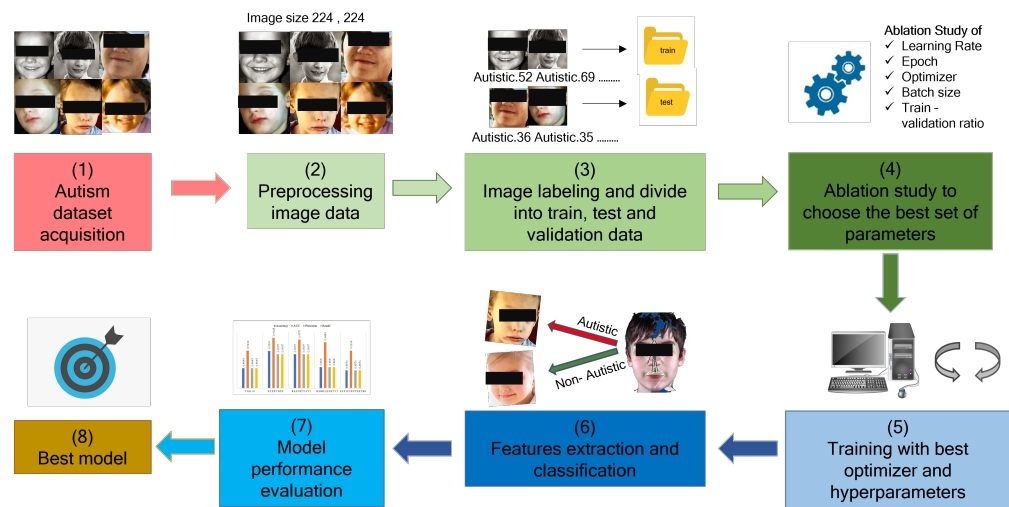 Image size 224 , 224
Autistic.52 Autistic.69 .........
train
test
Autistic.36 Autistic.35 .........
Ablation Study of
✓ Learning Rate
✓ Epoch
✓ Optimizer
✓ Batch size
✓ Train -
validation ratio
(1)
Autism
dataset
acquisition
(2)
Preprocessing
image data
(3)
Image labeling and divide
into train, test and
validation data
(4)
Ablation study to
choose the best set of
parameters
(5)
Training with best
optimizer and
hyperparameters
Autistic
Non- Autistic
(6)
Features extraction and
classification
(7)
Model
performance
evaluation
(8)
Best model